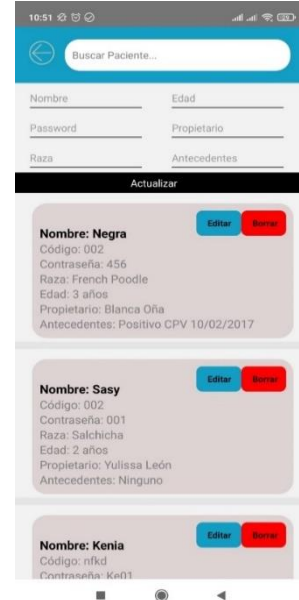 10:51
Buscar Paciente...
Nombre Edad
Password Propietario
Raza Antecedentes
Actualizar
Editar Borrar
Nombre: Negra
Código: 002
Contraseña: 456
Raza: French Poodle
Edad: 3 años
Propietario: Blanca Oña
Antecedentes: Positivo CPV 10/02/2017
Editar Borrar
Nombre: Sasy
Código: 002
Contraseña: 001
Raza: Salchicha
Edad: 2 años
Propietario: Yulissa León
Antecedentes: Ninguno
Editar Borrar
Nombre: Kenia
Código: nfkd
Contraseña: Ke01